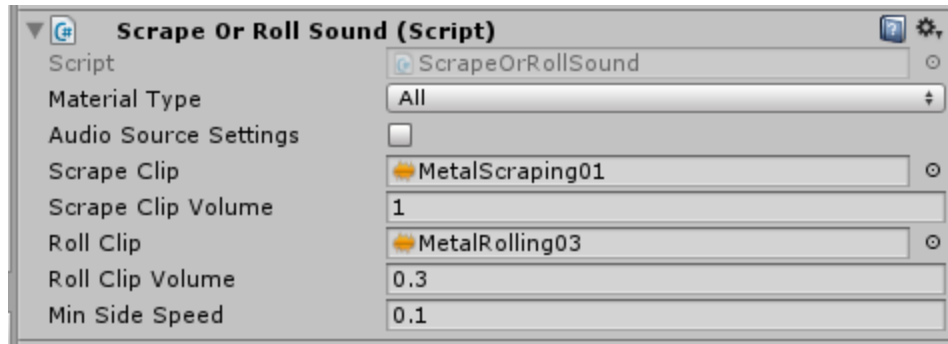 Scrape Or Roll Sound (Script)
Script ScrapeOrRollSound
Material Type All
Audio Source Settings
Scrape Clip MetalScraping01
Scrape Clip Volume 1
Roll Clip MetalRolling03
Roll Clip Volume 0.3
Min Side Speed 0.1